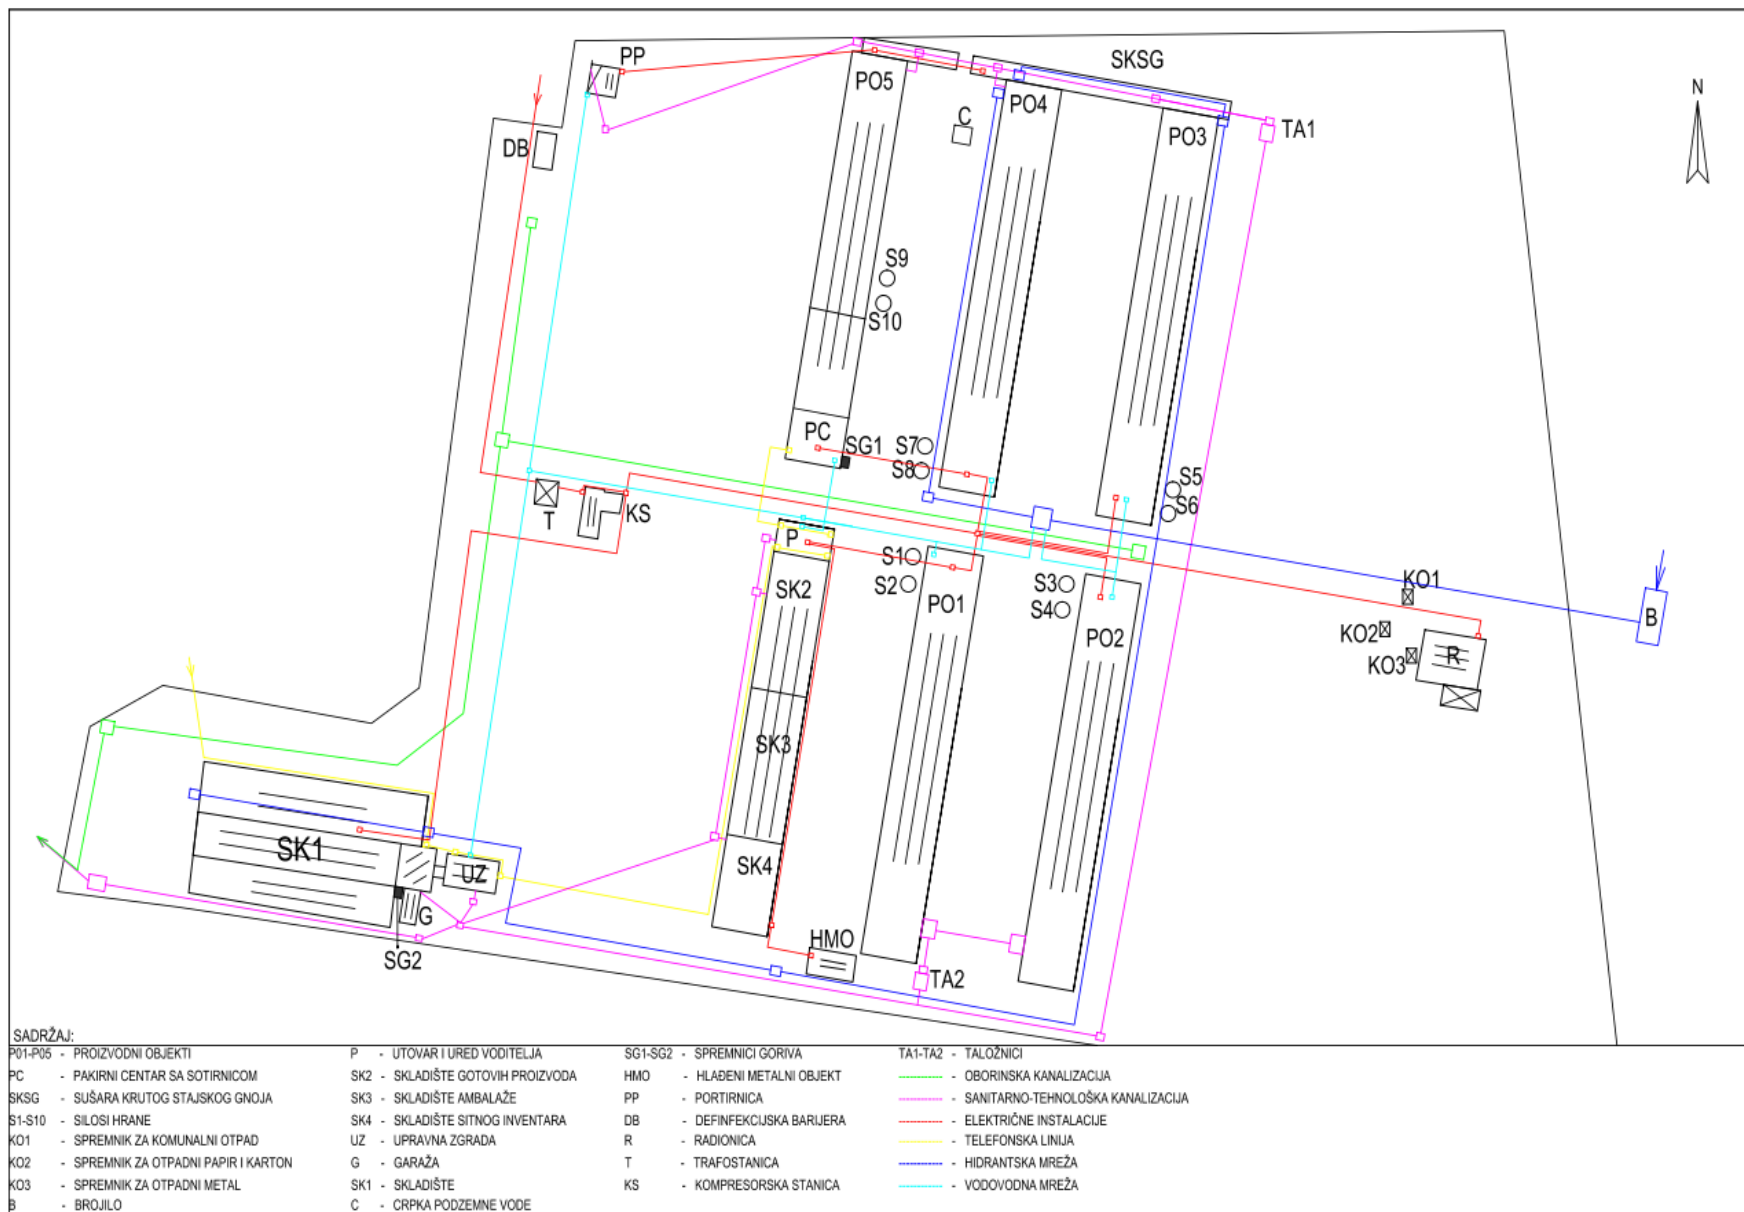 PP
SKSG
N
PO5
PO4
C
PO3
TA1
DB
S9
S10
PC
SG1
S7
S8
S5
S6
T
KS
P
S1
S2
SK2
PO1
S3
S4
PO2
KO1
KO2
KO3
R
B
SK3
SK1
SK4
UZ
G
SG2
HMO
TA2
SADRŽAJ:
P01-P05 - PROIZVODNI OBJEKTI
PC - PAKIRNI CENTAR SA SOTIRNICOM
SKSG - SUŠARA KRUTOG STAJSKOG GNOJA
S1-S10 - SILOSI HRANE
KO1 - SPREMNIK ZA KOMUNALNI OTPAD
KO2 - SPREMNIK ZA OTPADNI PAPIR I KARTON
KO3 - SPREMNIK ZA OTPADNI METAL
B - BROJILO
P - UTOVAR I URED VODITELJA
SK2 - SKLADIŠTE GOTOVIH PROIZVODA
SK3 - SKLADIŠTE AMBALAŽE
SK4 - SKLADIŠTE SITNOG INVENTARA
UZ - UPRAVNA ZGRADA
G - GARAŽA
SK1 - SKLADIŠTE
C - CRPKA PODZEMNE VODE
SG1-SG2 - SPREMNICI GORIVA
HMO - HLAĐENI METALNI OBJEKT
PP - PORTIRNICA
DB - DEFINFEKCIJSKA BARIJERA
R - RADIONICA
T - TRAFOSTANICA
KS - KOMPRESORSKA STANICA
TA1-TA2 - TALOŽNICI
- OBORINSKA KANALIZACIJA
- SANITARNO-TEHNOLOŠKA KANALIZACIJA
- ELEKTRIČNE INSTALACIJE
- TELEFONSKA LINIJA
- HIDRANTSKA MREŽA
- VODOVODNA MREŽA